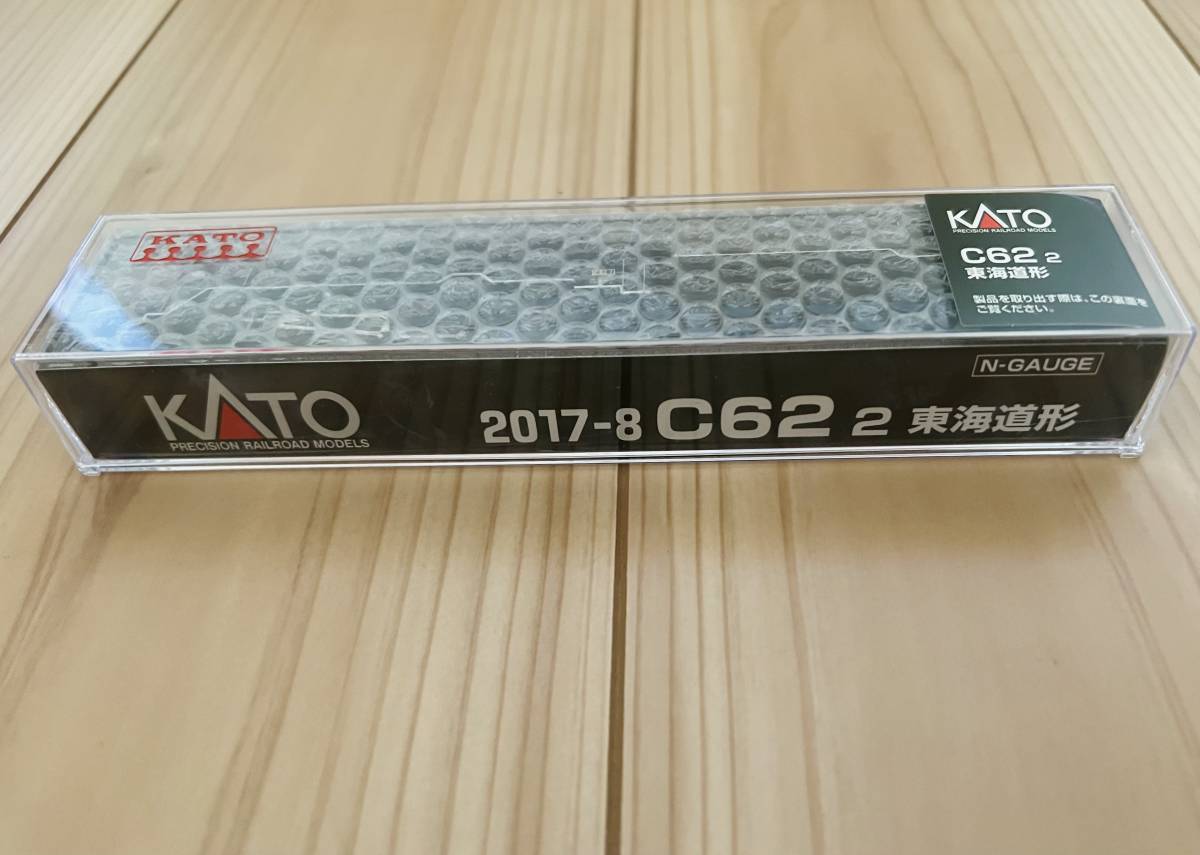 KATO
KATO
PRECISION RAILROAD MODELS
C62 2
東海道形
製品を取り出す際は、この裏面を
ご覧ください。
N-GAUGE
KATO
PRECISION RAILROAD MODELS
2017-8 C62 2 東海道形